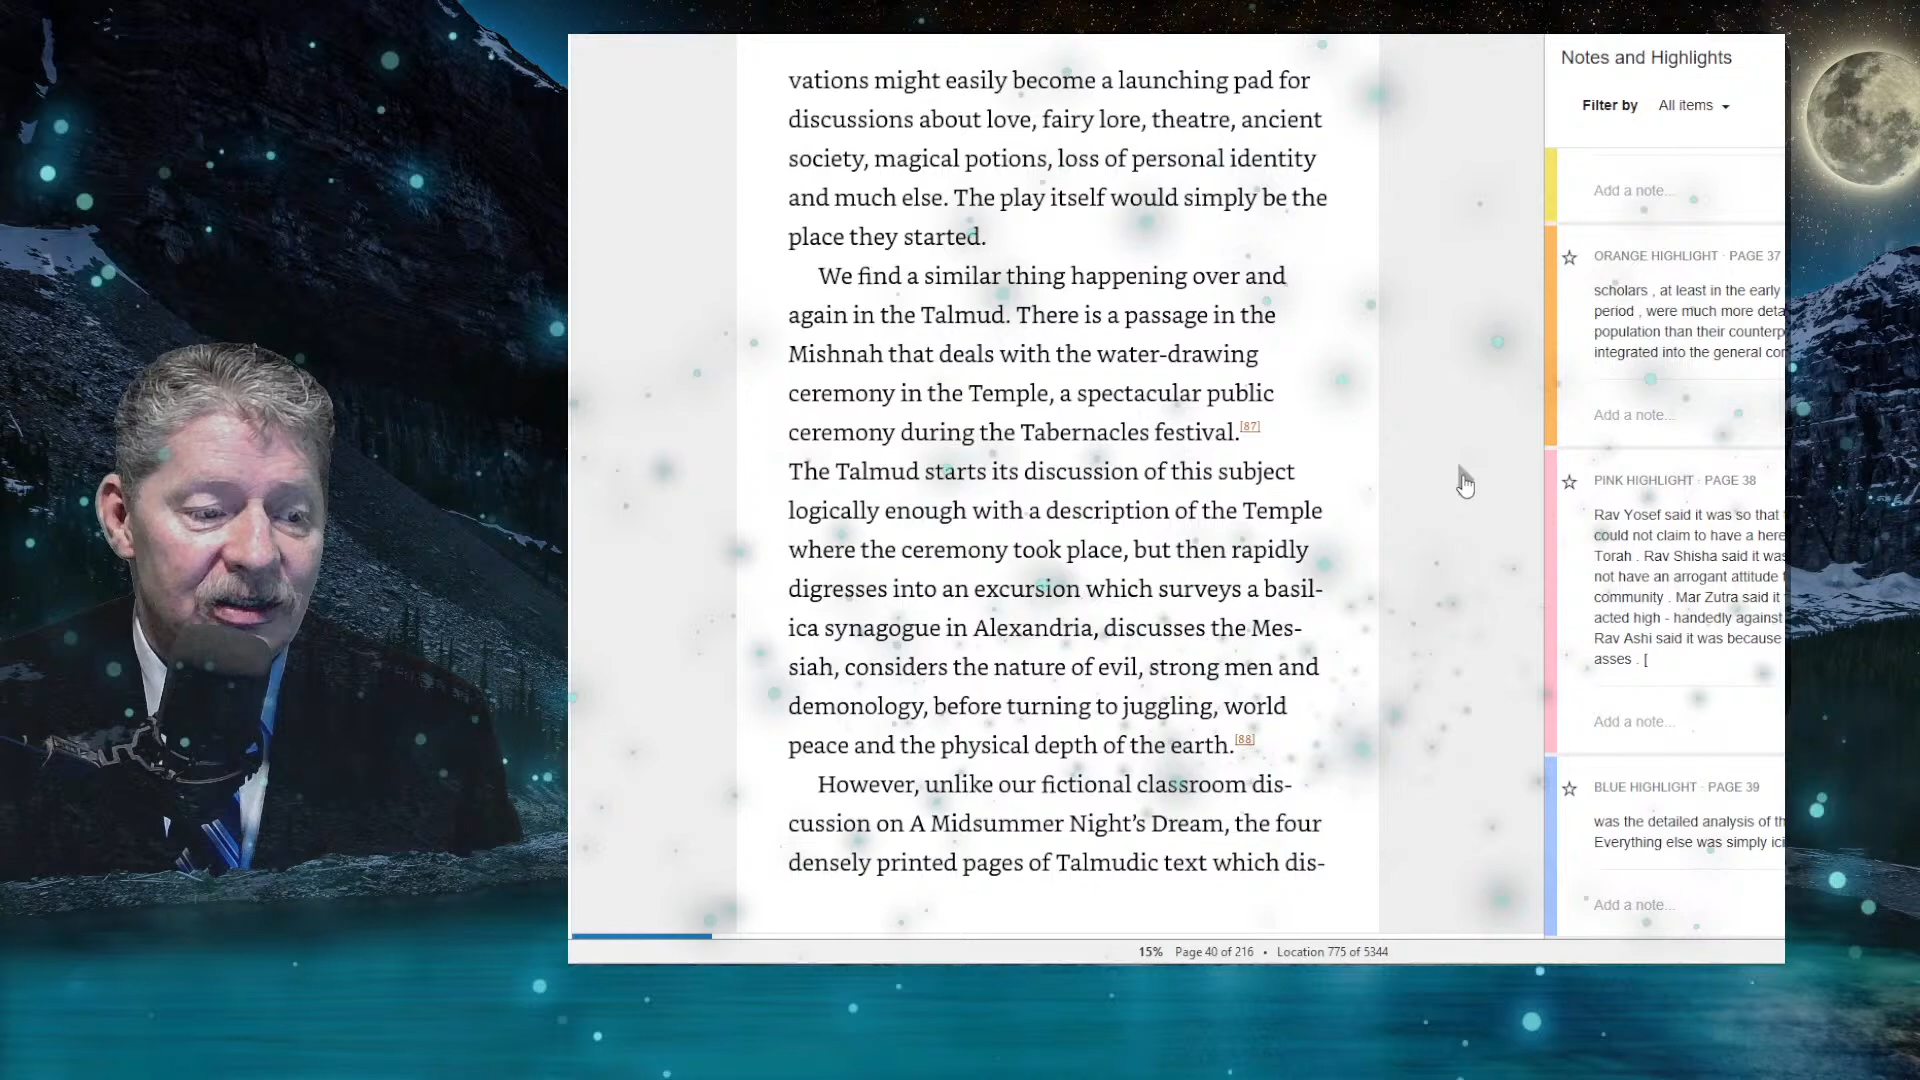 vations might easily become a launching pad for
discussions about love, fairy lore, theatre, ancient
society, magical potions, loss of personal identity
and much else. The play itself would simply be the
place they started.
We find a similar thing happening over and
again in the Talmud. There is a passage in the
Mishnah that deals with the water-drawing
ceremony in the Temple, a spectacular public
ceremony during the Tabernacles festival.[87]
The Talmud starts its discussion of this subject
logically enough with a description of the Temple
where the ceremony took place, but then rapidly
digresses into an excursion which surveys a basil-
ica synagogue in Alexandria, discusses the Mes-
siah, considers the nature of evil, strong men and
demonology, before turning to juggling, world
peace and the physical depth of the earth.[88]
However, unlike our fictional classroom dis-
cussion on A Midsummer Night's Dream, the four
densely printed pages of Talmudic text which dis-
15% Page 40 of 216 • Location 775 of 5344
Notes and Highlights
Filter by All items
Add a note...
ORANGE HIGHLIGHT · PAGE 37
scholars , at least in the early
period , were much more deta
population than their counterp
integrated into the general con
Add a note...
PINK HIGHLIGHT · PAGE 38
Rav Yosef said it was so that
could not claim to have a here
Torah . Rav Shisha said it was
not have an arrogant attitude
community . Mar Zutra said it
acted high - handedly against
Rav Ashi said it was because
asses . [
Add a note...
BLUE HIGHLIGHT · PAGE 39
was the detailed analysis of th
Everything else was simply ici
Add a note...